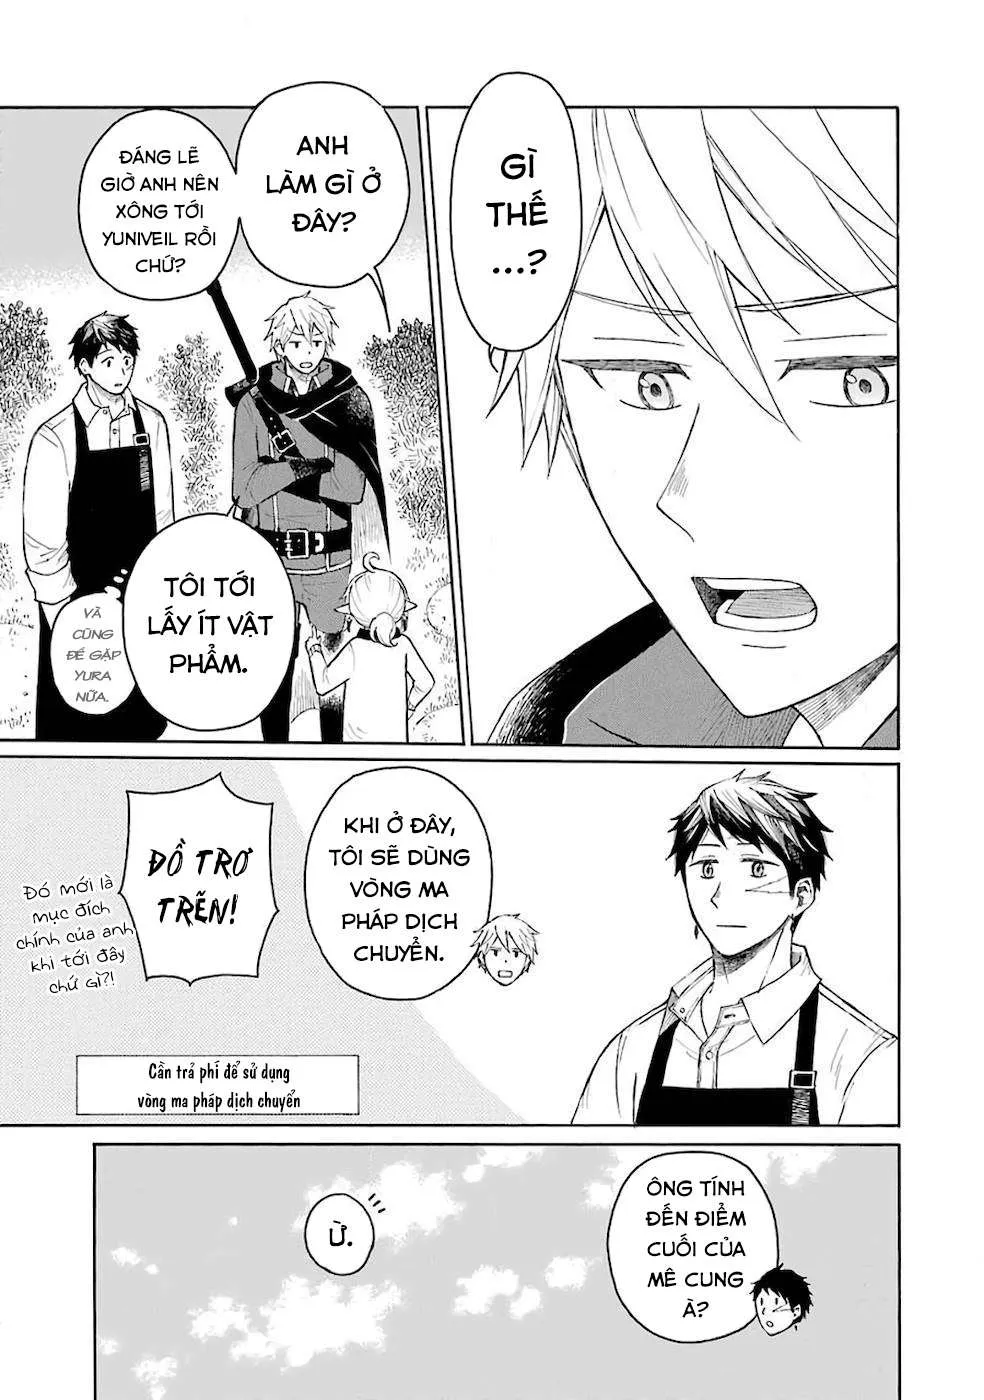 GÌ
THẾ
...?
ANH
LÀM GÌ Ở
ĐÂY?
ĐÁNG LẼ
GIỜ ANH NÊN
XÔNG TỚI
YUNIVEIL RỒI
CHỨ?
TÔI TỚI
LẤY ÍT VẬT
PHẨM.
VÀ
CŨNG
ĐỂ GẶP
YURA
NỮA.
KHI Ở ĐÂY,
TÔI SẼ DÙNG
VÒNG MA
PHÁP DỊCH
CHUYỂN.
ĐỒ TRƠ
TRẼN!
Đó mới là
mục đích
chính của anh
khi tới đây
chứ gì?!
Cần trả phí để sử dụng
vòng ma pháp dịch chuyển
ÔNG TÍNH
ĐẾN ĐIỂM
CUỐI CỦA
MÊ CUNG
À?
Ừ.